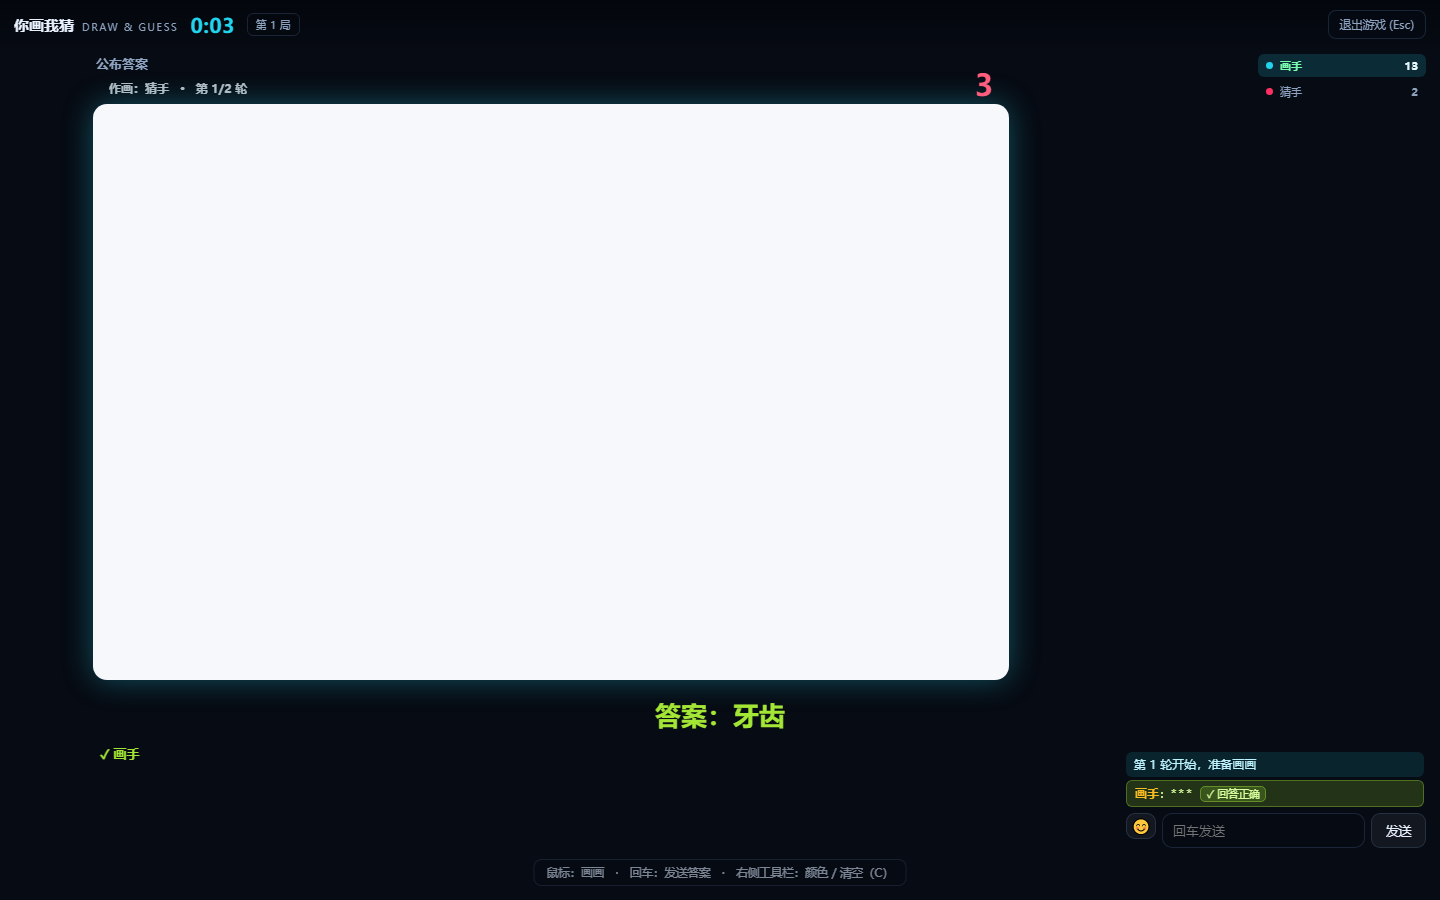 你画我猜 DRAW & GUESS 0:03 第 1 局 退出游戏 (Esc)
公布答案
作画：猜手 • 第 1/2 轮
3
画手 13
猜手 2
答案：牙齿
✓ 画手
第 1 轮开始，准备画画
画手：*** ✓ 回答正确
回车发送 发送
鼠标：画画 · 回车：发送答案 · 右侧工具栏：颜色 / 清空（C）